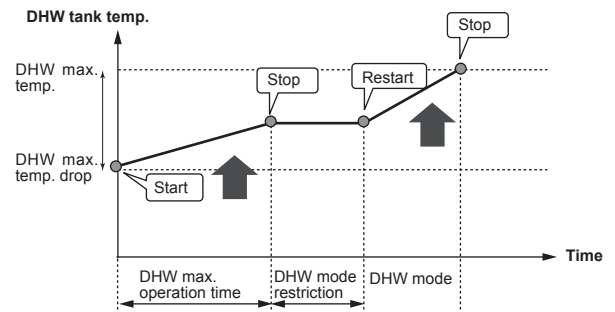 DHW tank temp.
Stop
DHW max.
temp.
Stop
Restart
DHW max.
temp. drop
Start
Time
DHW max.
operation time
DHW mode
restriction
DHW mode